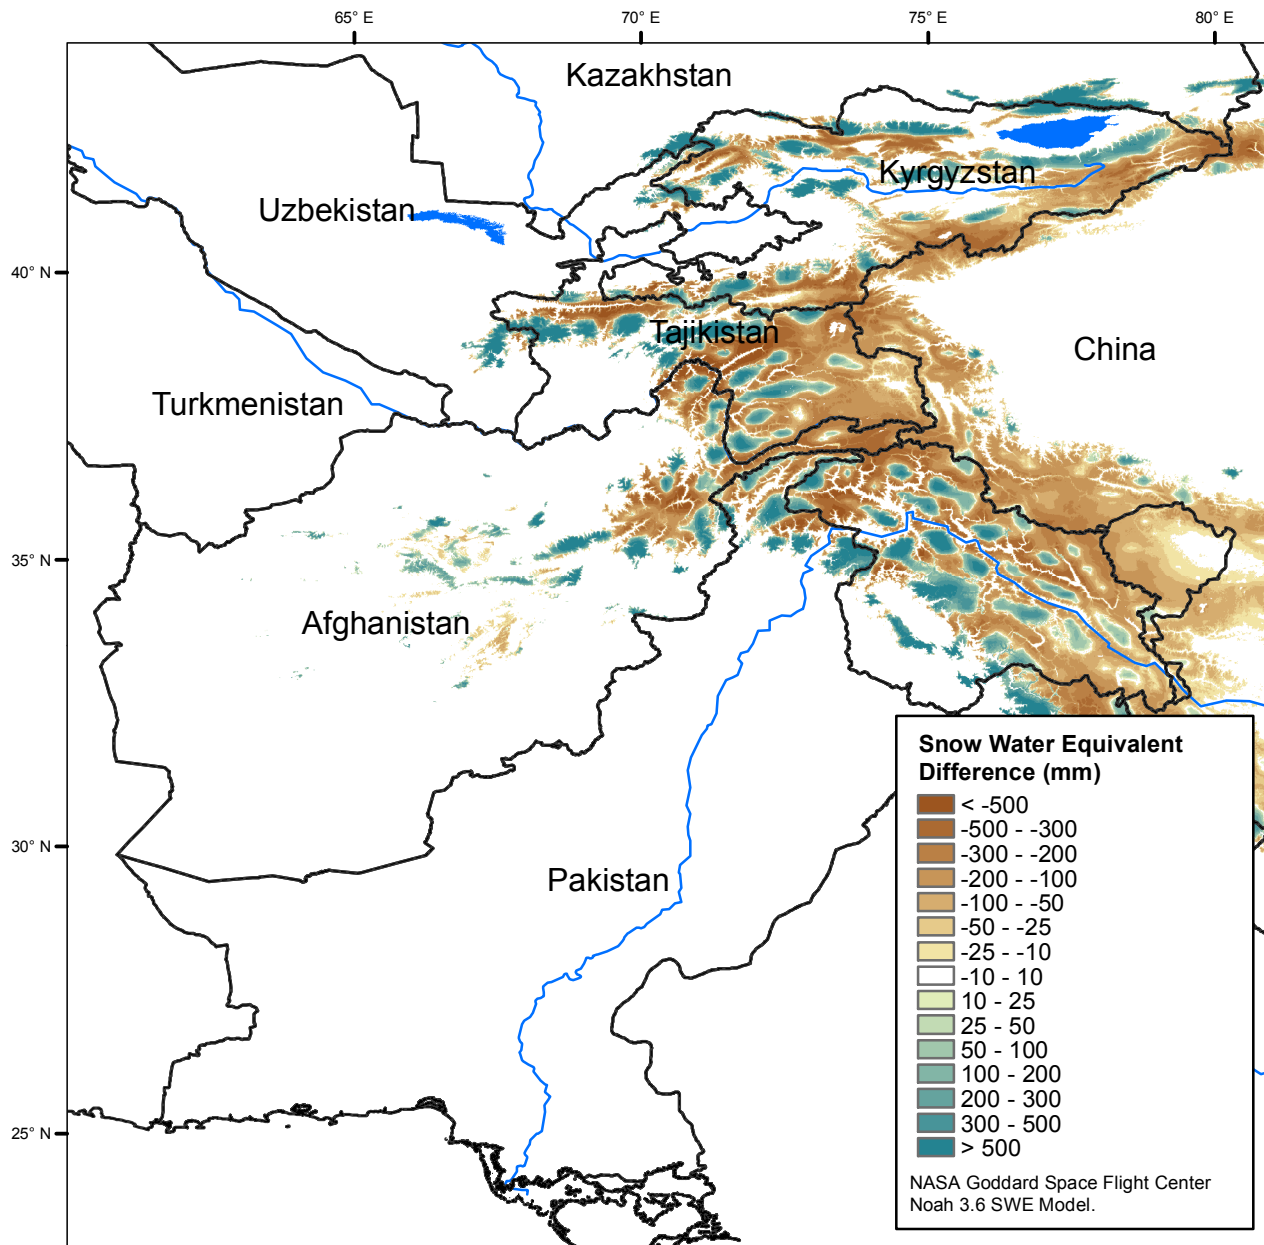 65° E
70° E
75° E
80° E
Kazakhstan
Kyrgyzstan
Uzbekistan
40° N
Tajikistan
China
Turkmenistan
35° N
Afghanistan
30° N
Pakistan
25° N
Snow Water Equivalent
Difference (mm)
< -500
-500 - -300
-300 - -200
-200 - -100
-100 - -50
-50 - -25
-25 - -10
-10 - 10
10 - 25
25 - 50
50 - 100
100 - 200
200 - 300
300 - 500
> 500
NASA Goddard Space Flight Center
Noah 3.6 SWE Model.